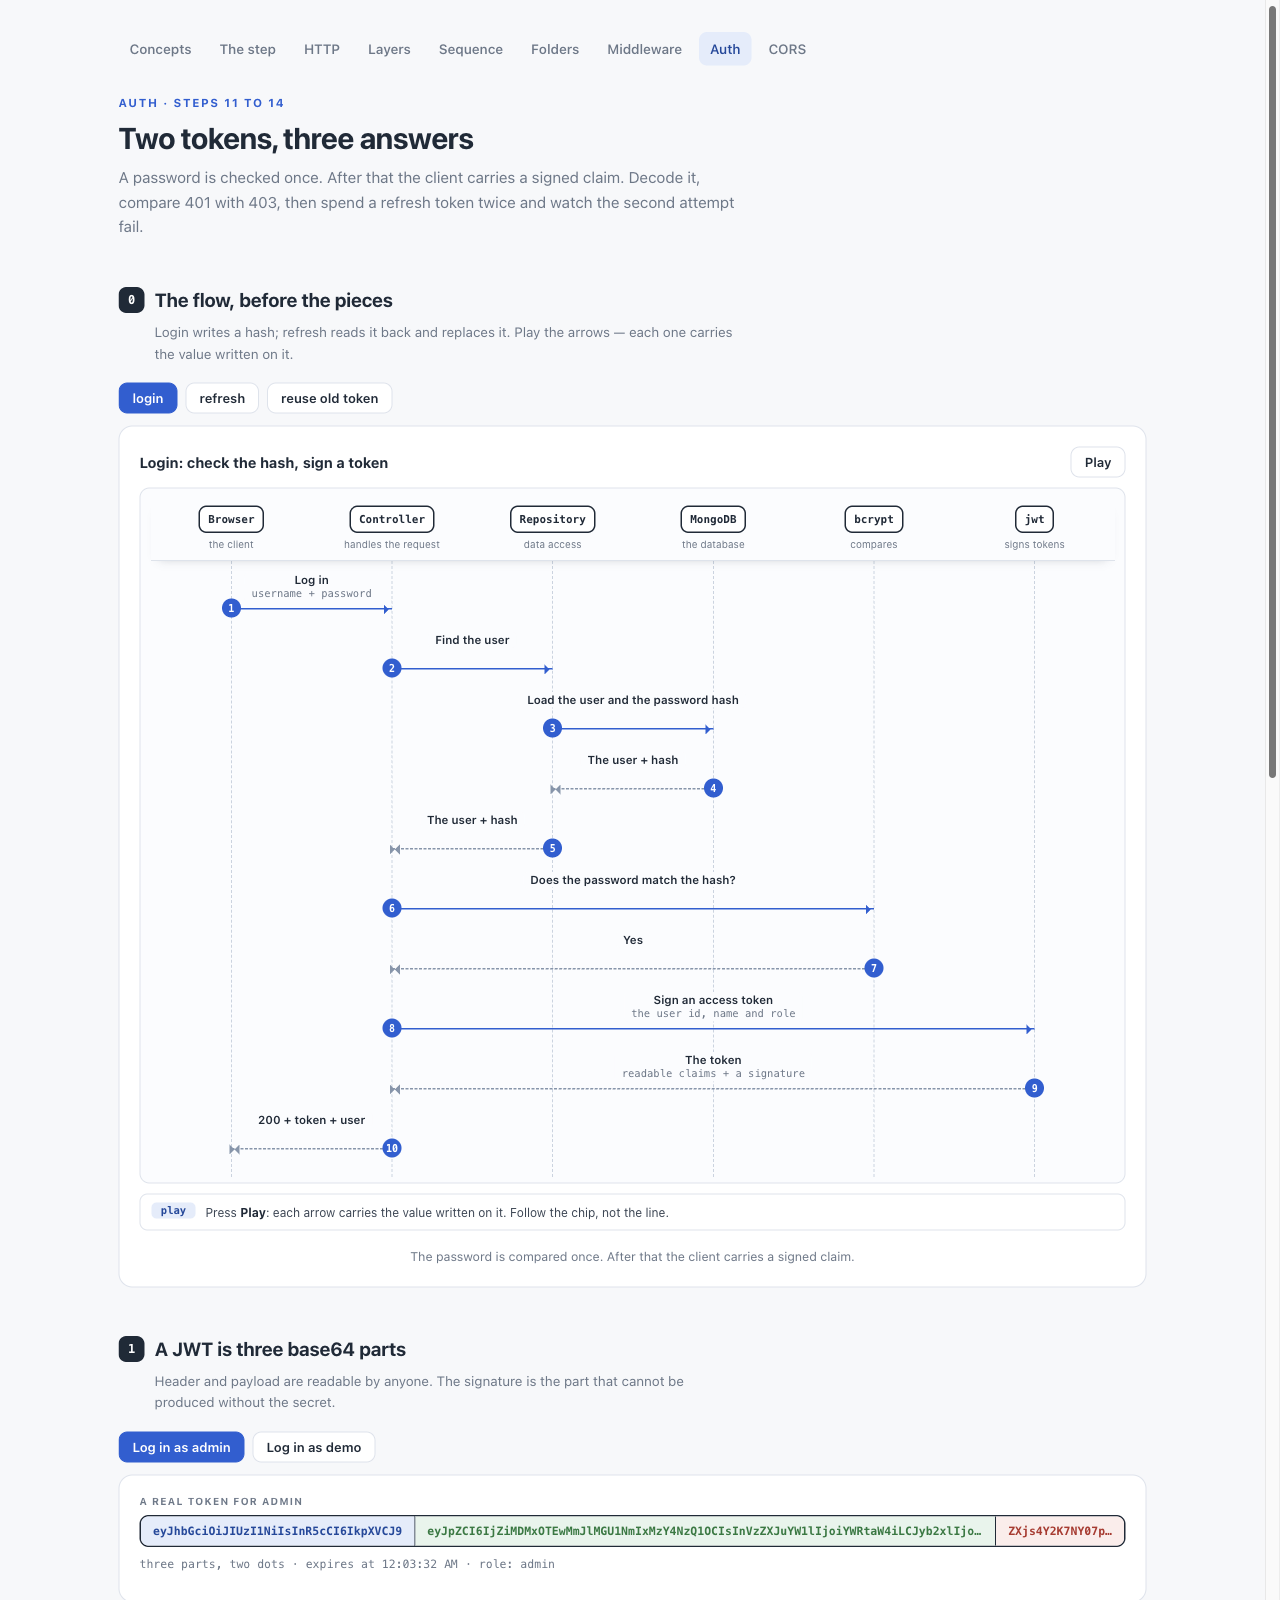 Concepts The step HTTP Layers Sequence Folders Middleware Auth CORS
AUTH · STEPS 11 TO 14
Two tokens, three answers
A password is checked once. After that the client carries a signed claim. Decode it,
compare 401 with 403, then spend a refresh token twice and watch the second attempt
fail.
0 The flow, before the pieces
Login writes a hash; refresh reads it back and replaces it. Play the arrows — each one carries
the value written on it.
login refresh reuse old token
Login: check the hash, sign a token Play
Browser Controller Repository MongoDB bcrypt jwt
the client handles the request data access the database compares signs tokens
Log in
username + password
1
Find the user
2
Load the user and the password hash
3
The user + hash
4
The user + hash
5
Does the password match the hash?
6
Yes
7
Sign an access token
the user id, name and role
8
The token
readable claims + a signature
9
200 + token + user
10
play Press Play: each arrow carries the value written on it. Follow the chip, not the line.
The password is compared once. After that the client carries a signed claim.
1 A JWT is three base64 parts
Header and payload are readable by anyone. The signature is the part that cannot be
produced without the secret.
Log in as admin Log in as demo
A REAL TOKEN FOR ADMIN
eyJhbGciOiJIUzI1NiIsInR5cCI6IkpXVCJ9 eyJpZCI6IjZiMDMxOTEwMmJlMGU1NmIxMzY4NzQ1OCIsInVzZXJuYW1lIjoiYWRtaW4iLCJyb2xlIjo… ZXjs4Y2K7NY07p…
three parts, two dots · expires at 12:03:32 AM · role: admin